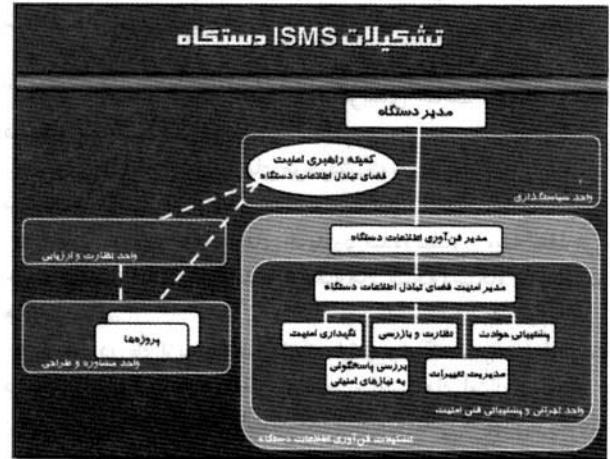 تشکیلات ISMS دستگاه
مدیر دستگاه
کمیته راهبری امنیت
فضای تبادل اطلاعات دستگاه
واحد سیاستگذاری
مدیر فن‌آوری اطلاعات دستگاه
واحد نظارت و ارزیابی
مدیر امنیت فضای تبادل اطلاعات دستگاه
پروژه‌ها
پشتیبانی حوادث
نظارت و بازرسی
نگهداری امنیت
واحد مشاوره و طراحی
مدیریت تغییرات
بررسی پاسخگوئی
به نیازهای امنیتی
واحد اجرائی و پشتیبانی فنی امنیت
تشکیلات فن‌آوری اطلاعات دستگاه